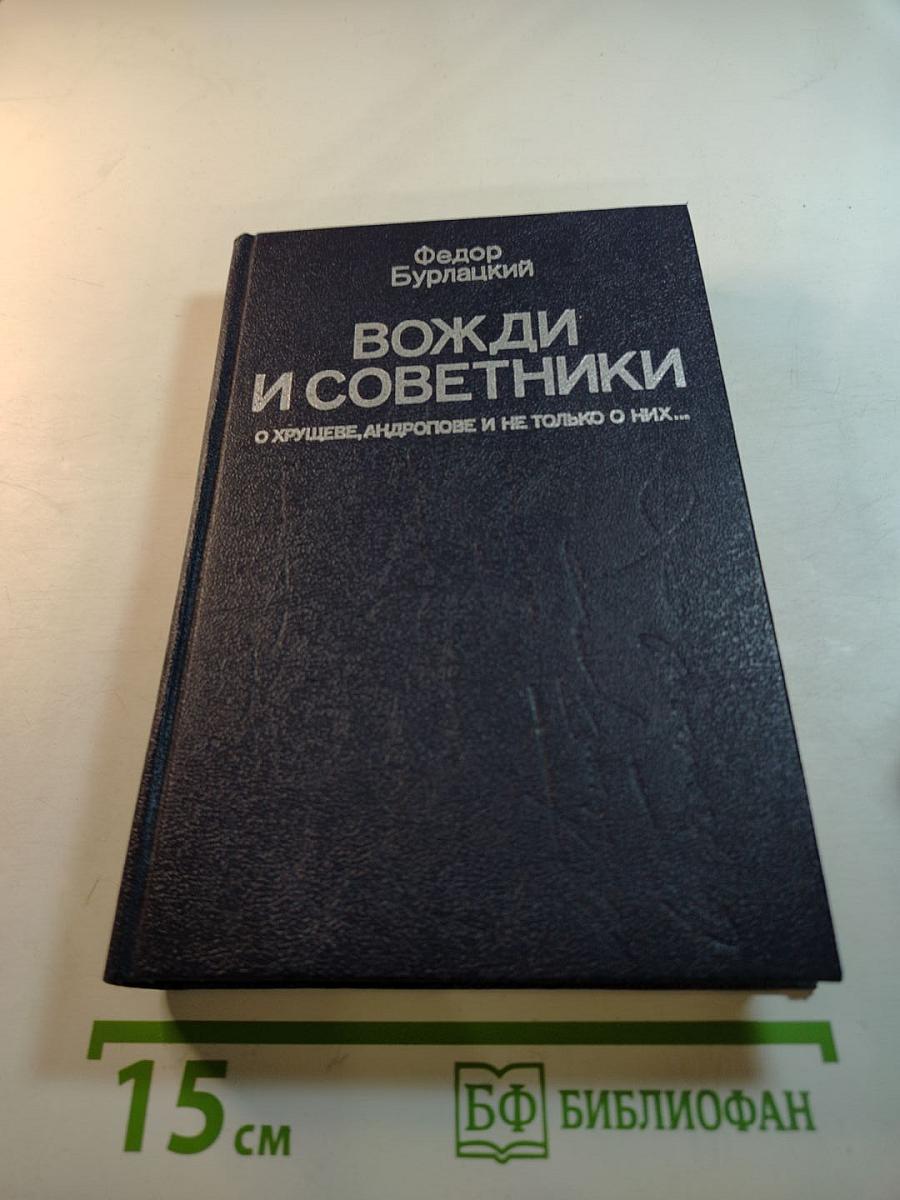 Федор
Бурлацкий
ВОЖДИ
И СОВЕТНИКИ
О ХРУЩЕВЕ, АНДРОПОВЕ И НЕ ТОЛЬКО О НИХ...
15 см
БФ БИБЛИОФАН